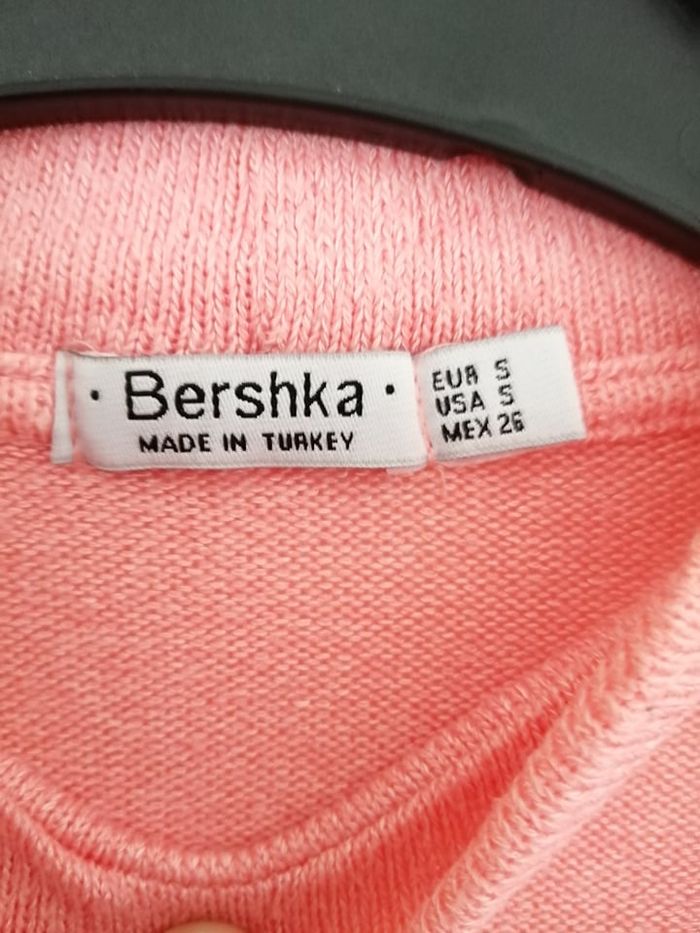 · Bershka ·
MADE IN TURKEY
EUR S
USA S
MEX 26